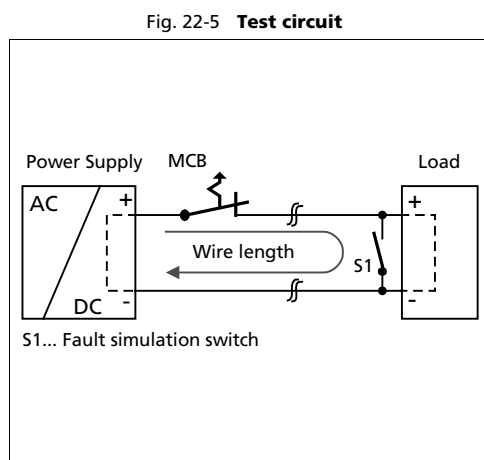 Fig. 22-5 Test circuit
Power Supply MCB Load
AC + +
Wire length
S1
DC - -
S1... Fault simulation switch